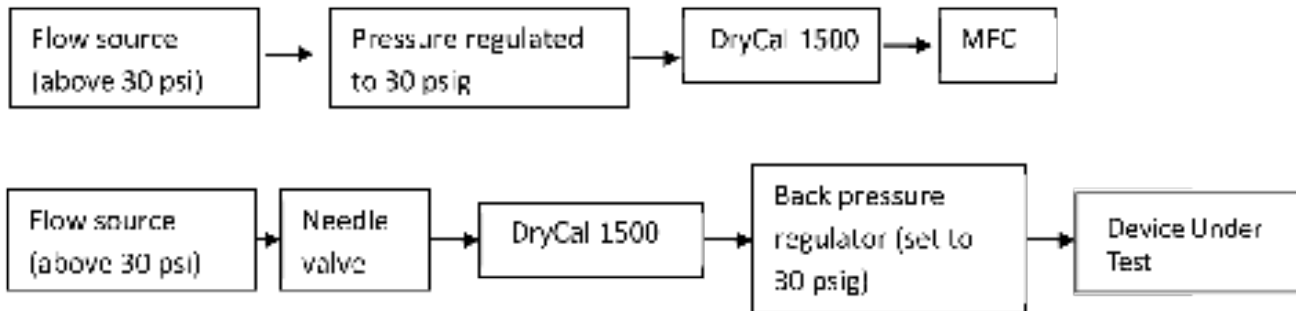 Flow source
(above 30 psi)
Pressure regulated
to 30 psig
DryCal 1500
MFC
Flow source
(above 30 psi)
Needle
valve
DryCal 1500
Back pressure
regulator (set to
30 psig)
Device Under
Test